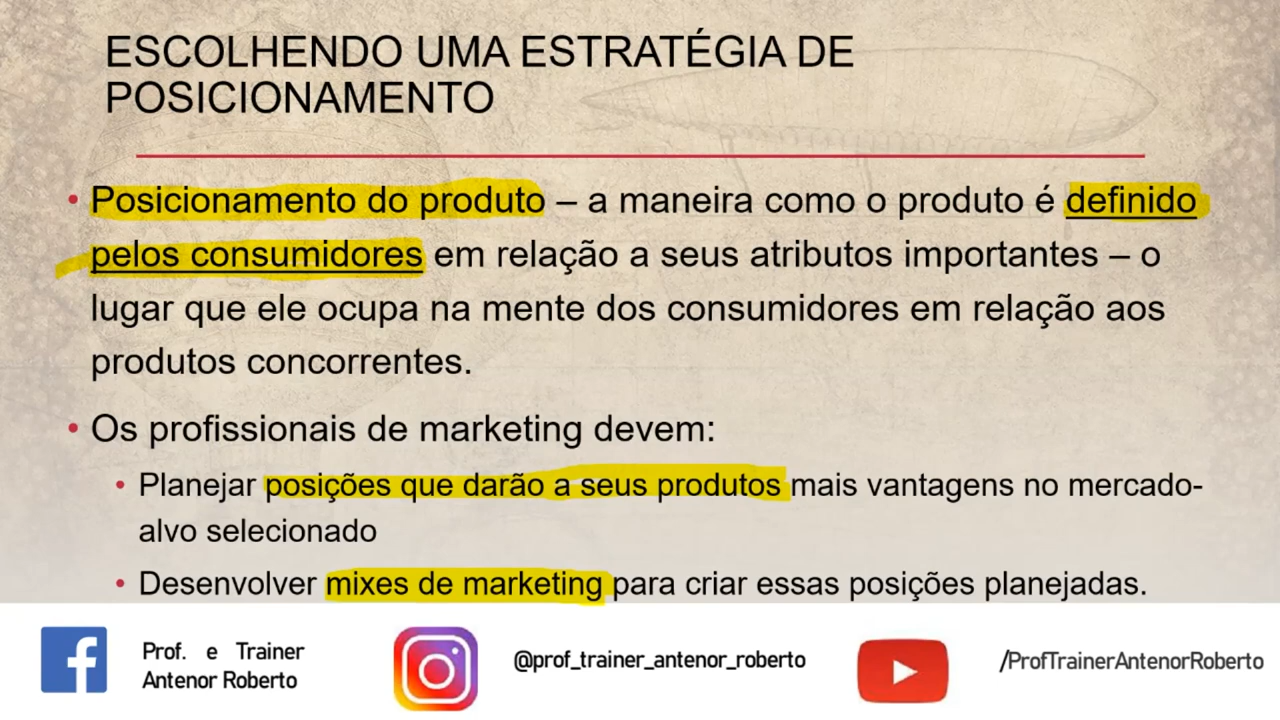 ESCOLHENDO UMA ESTRATÉGIA DE
POSICIONAMENTO
• Posicionamento do produto – a maneira como o produto é definido
pelos consumidores em relação a seus atributos importantes – o
lugar que ele ocupa na mente dos consumidores em relação aos
produtos concorrentes.
• Os profissionais de marketing devem:
• Planejar posições que darão a seus produtos mais vantagens no mercado-
alvo selecionado
• Desenvolver mixes de marketing para criar essas posições planejadas.
Prof. e Trainer
Antenor Roberto
@prof_trainer_antenor_roberto
/ProfTrainerAntenorRoberto